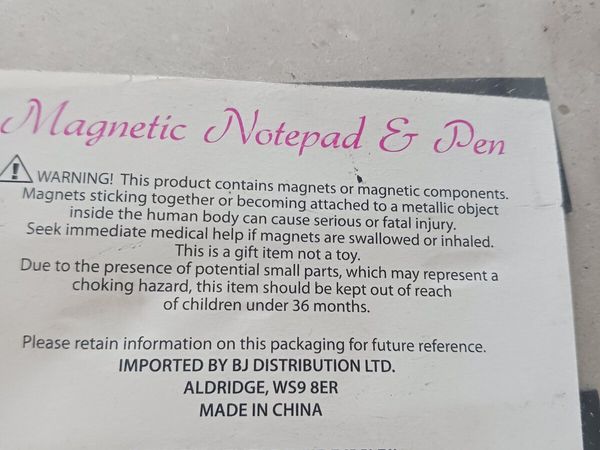 Magnetic Notepad & Pen
WARNING! This product contains magnets or magnetic components.
Magnets sticking together or becoming attached to a metallic object
inside the human body can cause serious or fatal injury.
Seek immediate medical help if magnets are swallowed or inhaled.
This is a gift item not a toy.
Due to the presence of potential small parts, which may represent a
choking hazard, this item should be kept out of reach
of children under 36 months.
Please retain information on this packaging for future reference.
IMPORTED BY BJ DISTRIBUTION LTD.
ALDRIDGE, WS9 8ER
MADE IN CHINA